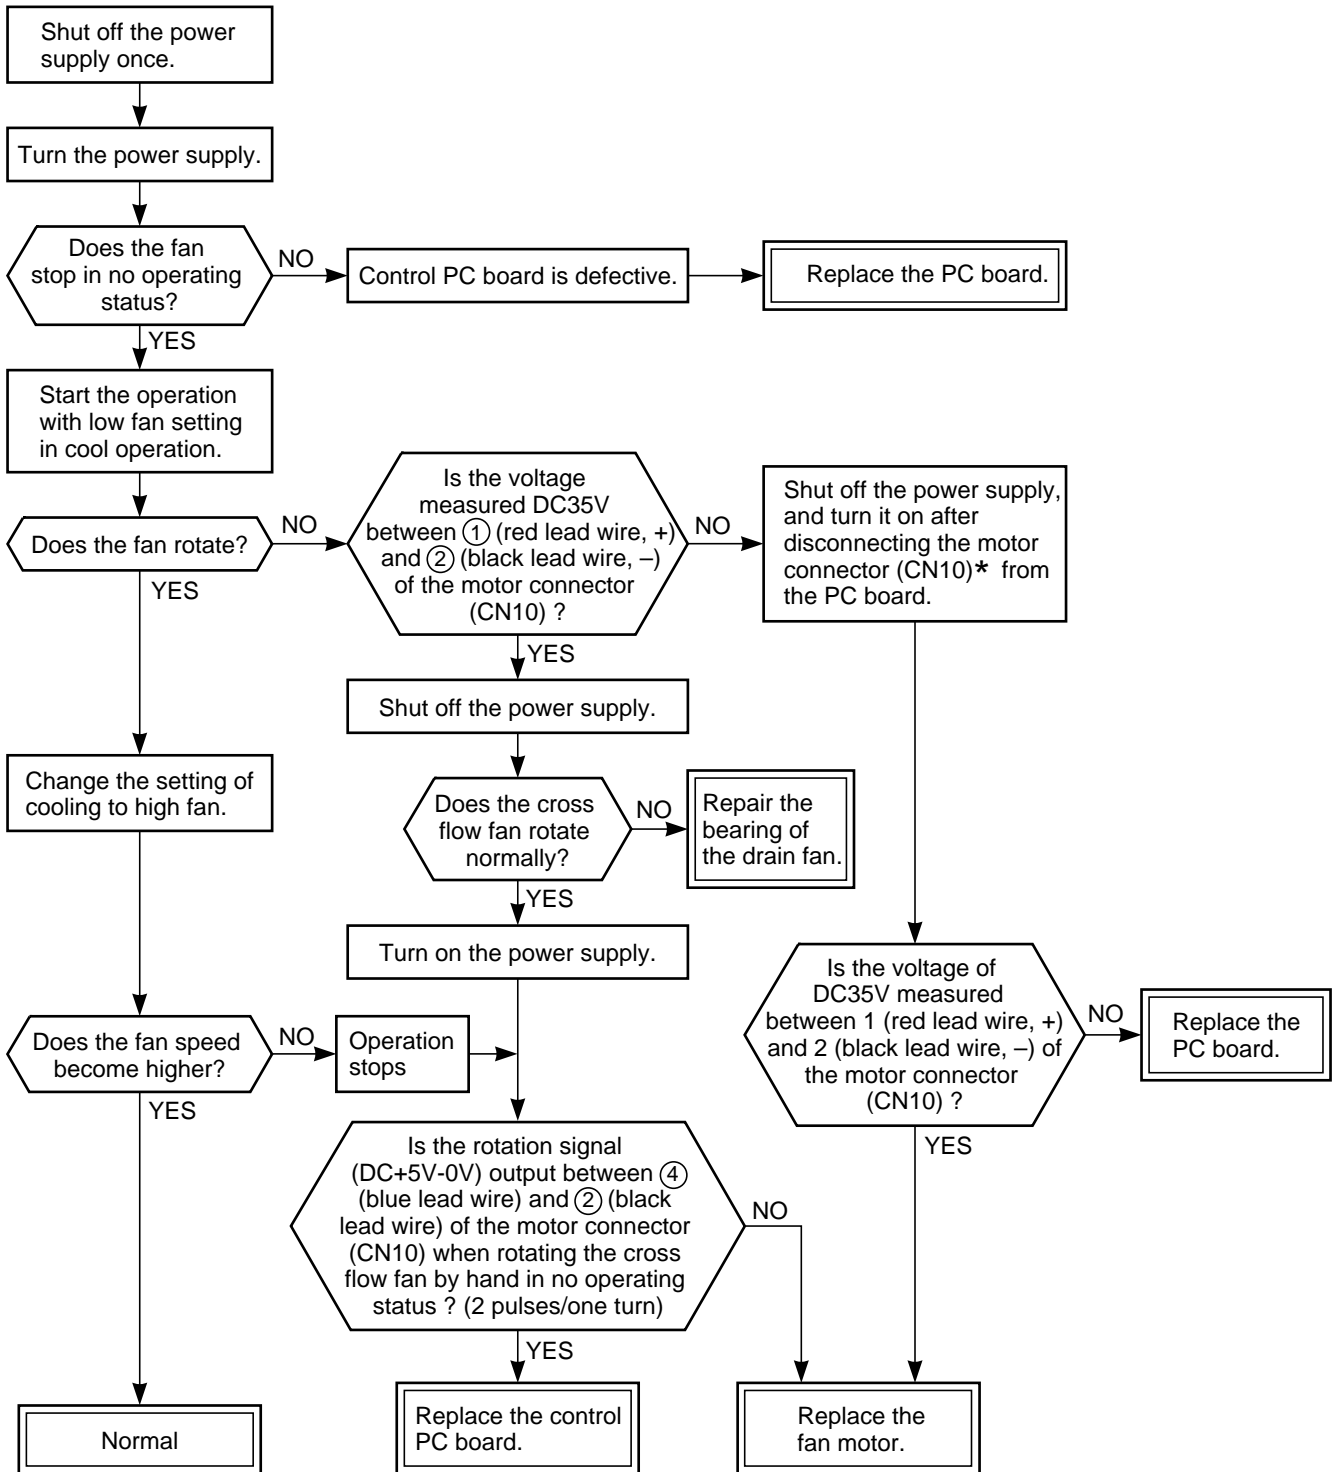 Shut off the power
supply once.
Turn the power supply.
Does the fan
stop in no operating
status?
NO
Control PC board is defective.
Replace the PC board.
YES
Start the operation
with low fan setting
in cool operation.
Does the fan rotate?
NO
Is the voltage
measured DC35V
between ① (red lead wire, +)
and ② (black lead wire, –)
of the motor connector
(CN10) ?
NO
Shut off the power supply,
and turn it on after
disconnecting the motor
connector (CN10)* from
the PC board.
YES
YES
Shut off the power supply.
Change the setting of
cooling to high fan.
Does the cross
flow fan rotate
normally?
NO
Repair the
bearing of
the drain fan.
YES
Turn on the power supply.
Is the voltage of
DC35V measured
between 1 (red lead wire, +)
and 2 (black lead wire, –) of
the motor connector
(CN10) ?
NO
Replace the
PC board.
Does the fan speed
become higher?
NO
Operation
stops
YES
YES
Is the rotation signal
(DC+5V-0V) output between ④
(blue lead wire) and ② (black
lead wire) of the motor connector
(CN10) when rotating the cross
flow fan by hand in no operating
status ? (2 pulses/one turn)
NO
YES
Normal
Replace the control
PC board.
Replace the
fan motor.